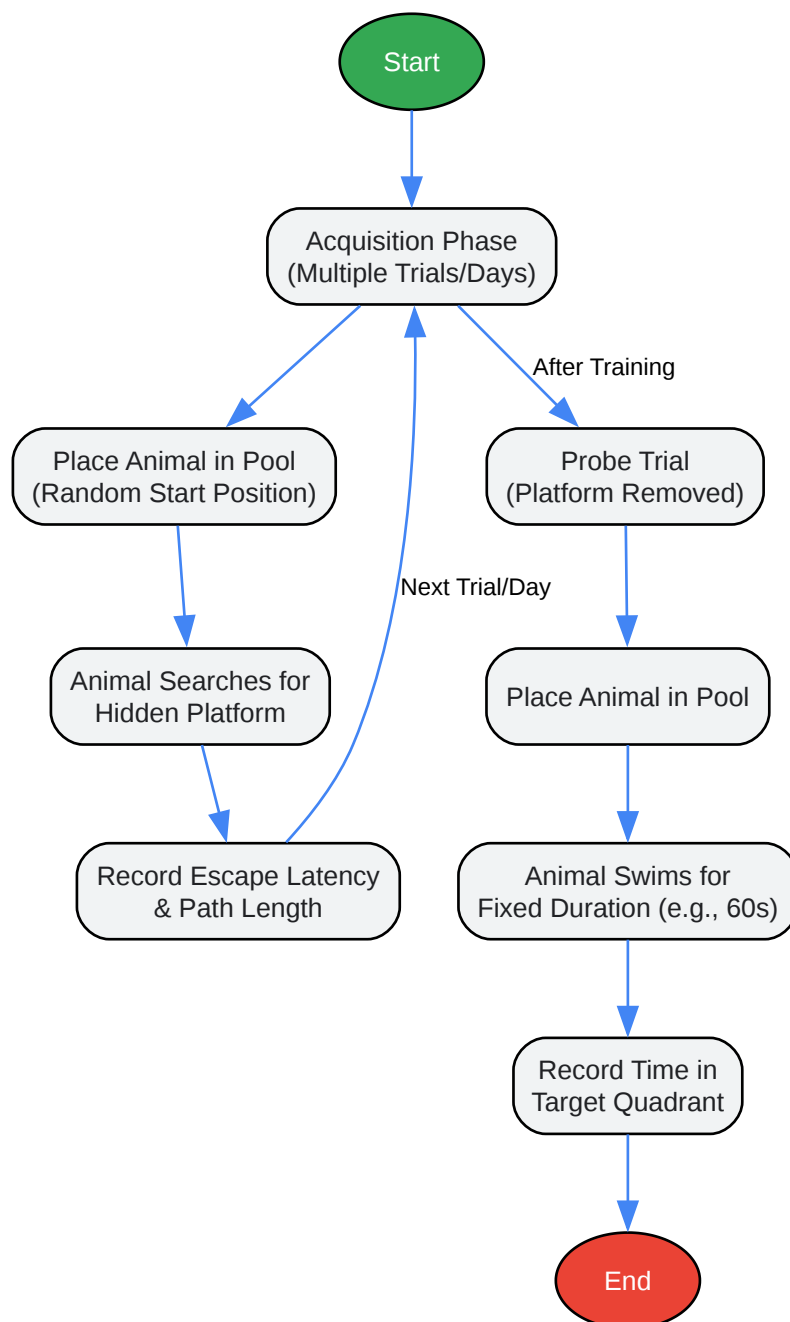 Start
Acquisition Phase
(Multiple Trials/Days)
After Training
Place Animal in Pool
(Random Start Position)
Probe Trial
(Platform Removed)
Next Trial/Day
Animal Searches for
Hidden Platform
Place Animal in Pool
Record Escape Latency
& Path Length
Animal Swims for
Fixed Duration (e.g., 60s)
Record Time in
Target Quadrant
End